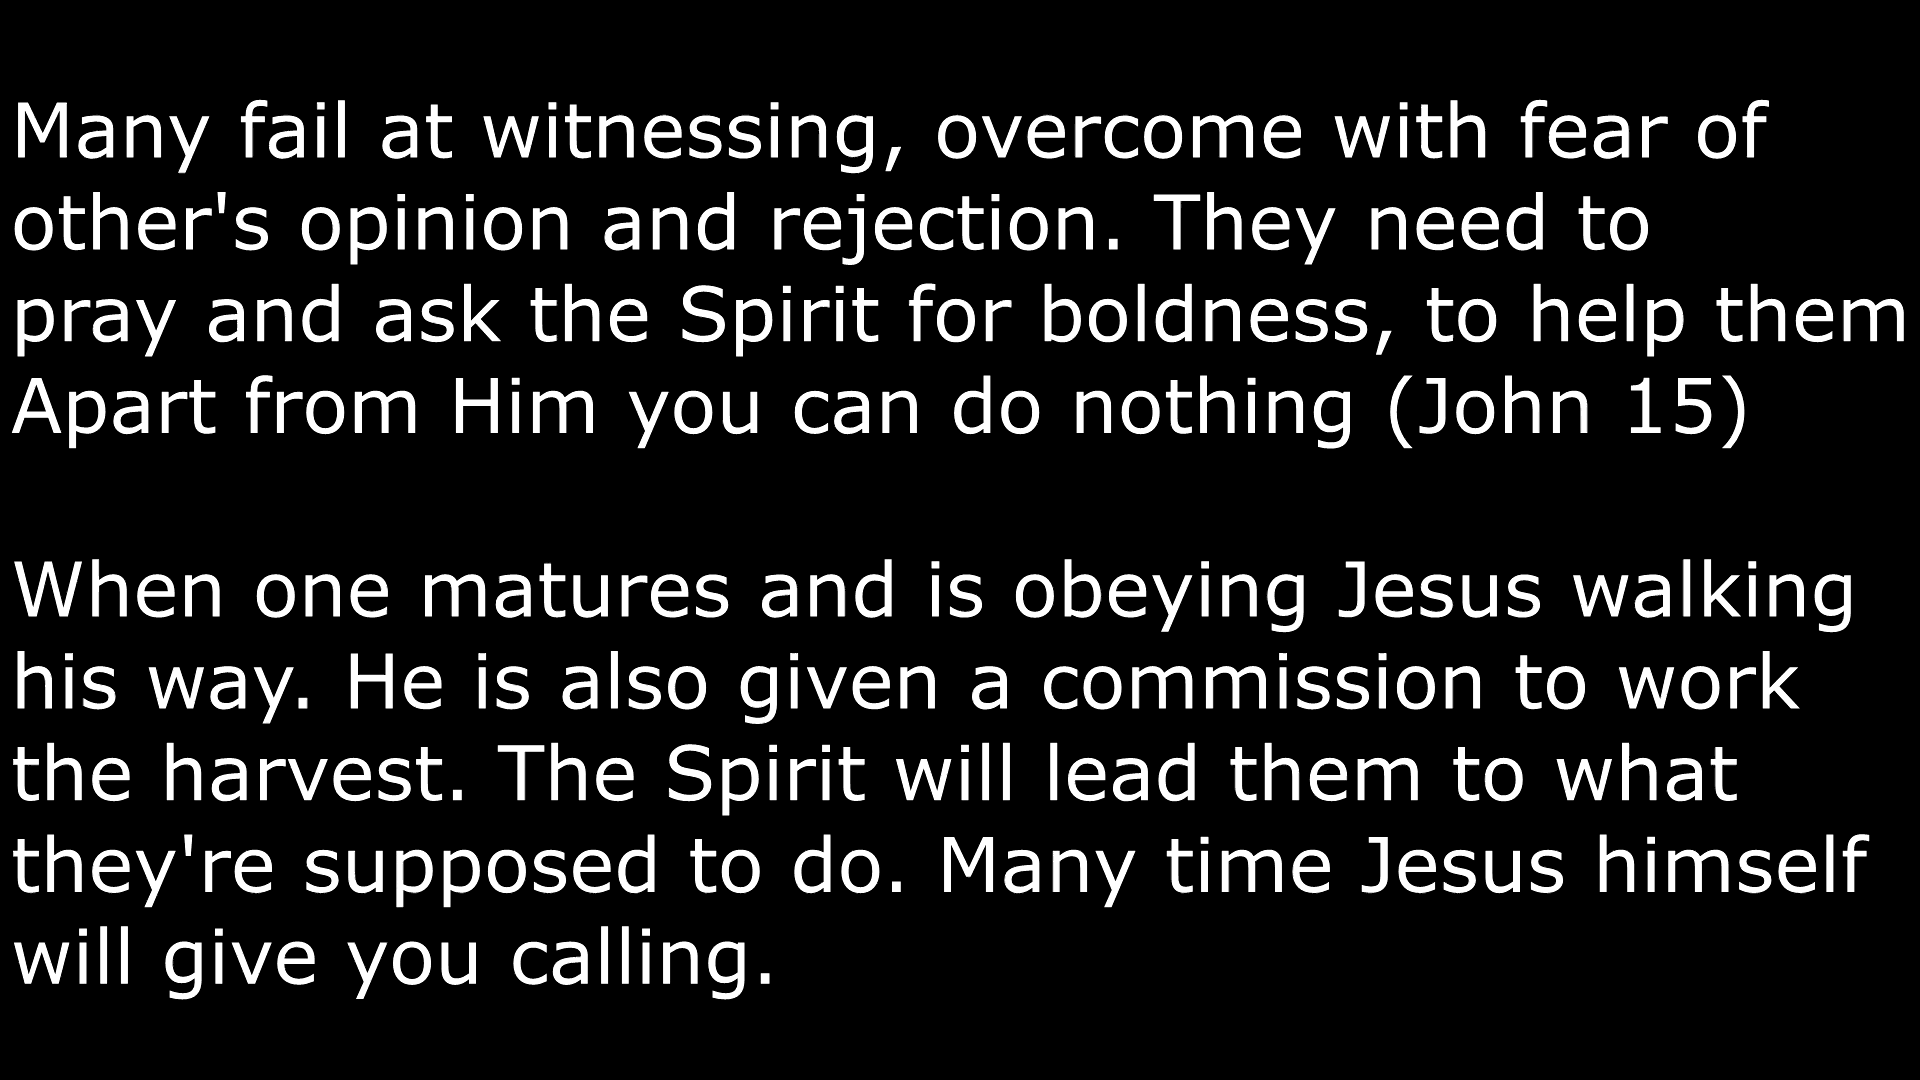 Many fail at witnessing, overcome with fear of
other's opinion and rejection. They need to
pray and ask the Spirit for boldness, to help them
Apart from Him you can do nothing (John 15)
When one matures and is obeying Jesus walking
his way. He is also given a commission to work
the harvest. The Spirit will lead them to what
they're supposed to do. Many time Jesus himself
will give you calling.